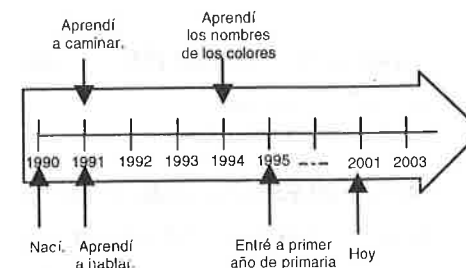 Aprendí
a caminar.
Aprendí
los nombres
de los colores
1990 1991 1992 1993 1994 1995 ---- 2001 2003
Nací. Aprendí
a hablar.
Entré a primer
año de primaria
Hoy